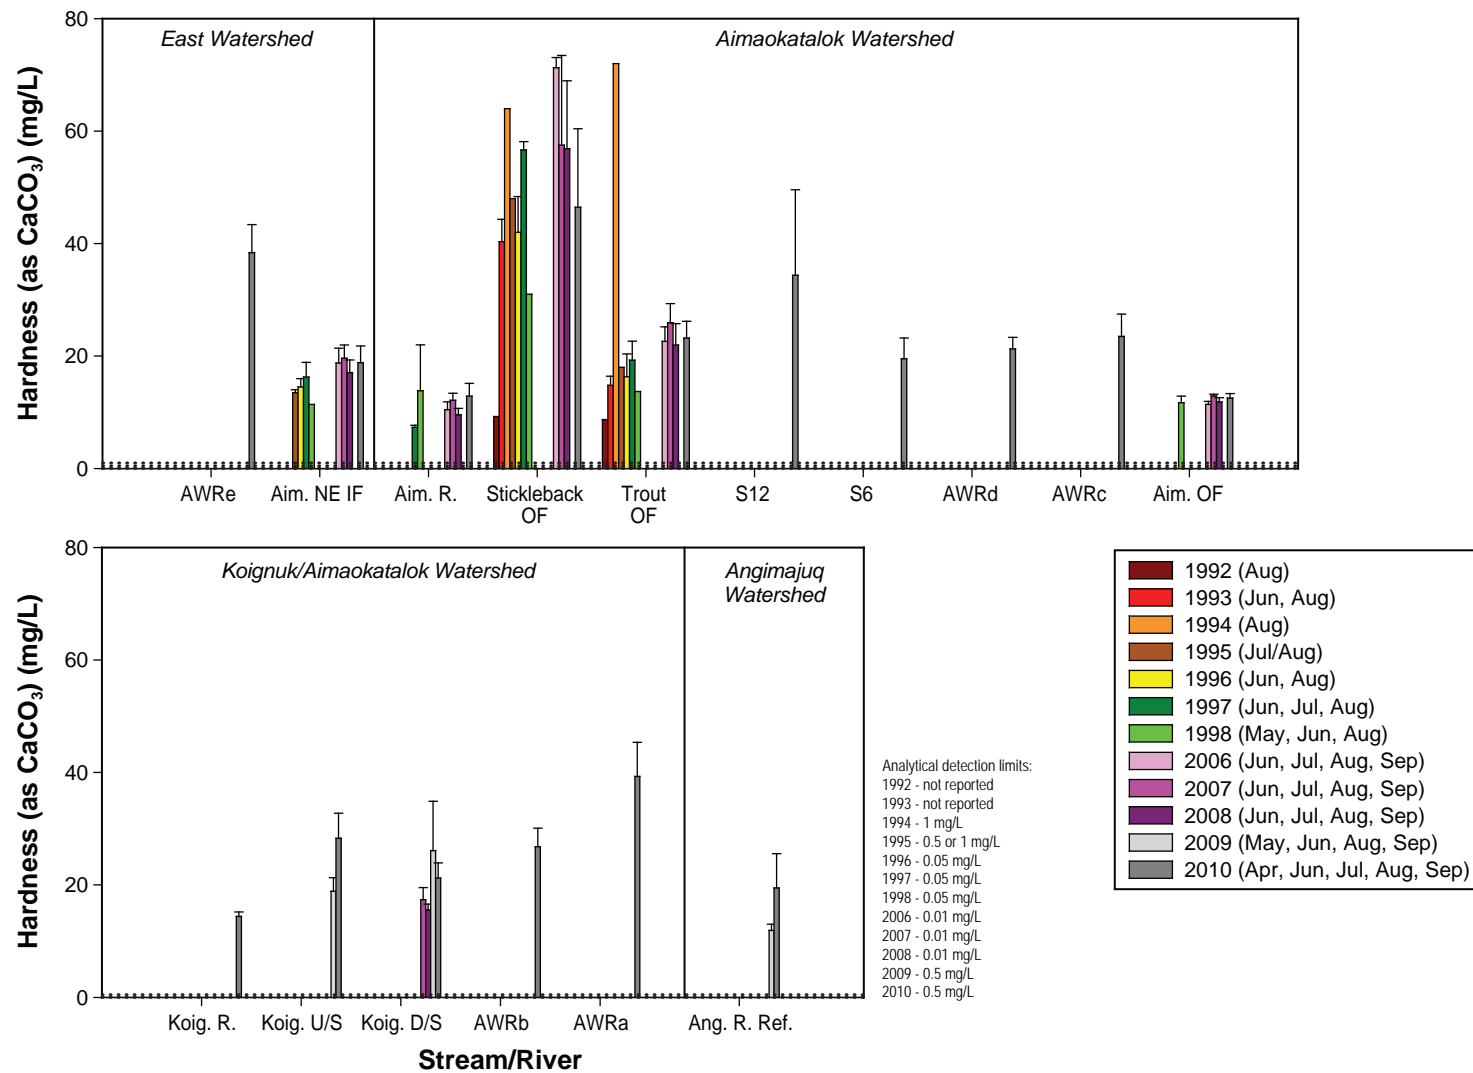 80
60
40
20
0
Hardness (as CaCO₃) (mg/L)
East Watershed
Aimaokatalok Watershed
AWRe
Aim. NE IF
Aim. R.
Stickleback
OF
Trout
OF
S12
S6
AWRd
AWRc
Aim. OF
80
60
40
20
0
Hardness (as CaCO₃) (mg/L)
Koignuk/Aimaokatalok Watershed
Angimajuq
Watershed
Koig. R.
Koig. U/S
Koig. D/S
AWRb
AWRa
Ang. R. Ref.
Stream/River
Analytical detection limits:
1992 - not reported
1993 - not reported
1994 - 1 mg/L
1995 - 0.5 or 1 mg/L
1996 - 0.05 mg/L
1997 - 0.05 mg/L
1998 - 0.05 mg/L
2006 - 0.01 mg/L
2007 - 0.01 mg/L
2008 - 0.01 mg/L
2009 - 0.5 mg/L
2010 - 0.5 mg/L
1992 (Aug)
1993 (Jun, Aug)
1994 (Aug)
1995 (Jul/Aug)
1996 (Jun, Aug)
1997 (Jun, Jul, Aug)
1998 (May, Jun, Aug)
2006 (Jun, Jul, Aug, Sep)
2007 (Jun, Jul, Aug, Sep)
2008 (Jun, Jul, Aug, Sep)
2009 (May, Jun, Aug, Sep)
2010 (Apr, Jun, Jul, Aug, Sep)